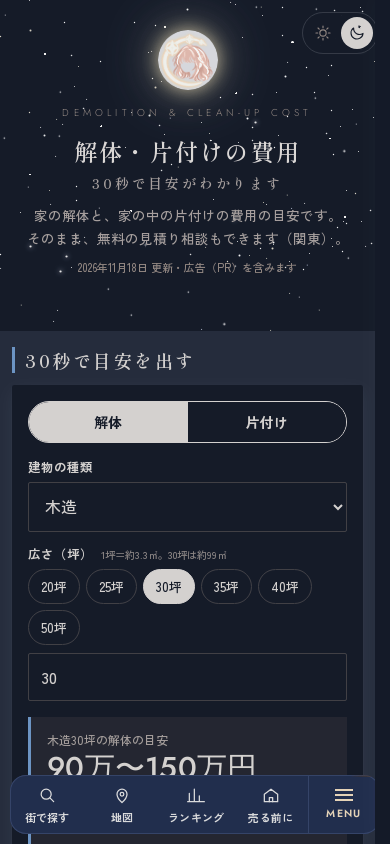 DEMOLITION & CLEAN-UP COST
解体・片付けの費用
30秒で目安がわかります
家の解体と、家の中の片付けの費用の目安です。
そのまま、無料の見積り相談もできます（関東）。
2026年11月18日 更新・広告（PR）を含みます
30秒で目安を出す
解体 片付け
建物の種類
木造
広さ（坪） 1坪＝約3.3㎡。30坪は約99㎡
20坪 25坪 30坪 35坪 40坪
50坪
30
木造30坪の解体の目安
90万〜150万円
街で探す 地図 ランキング 売る前に MENU